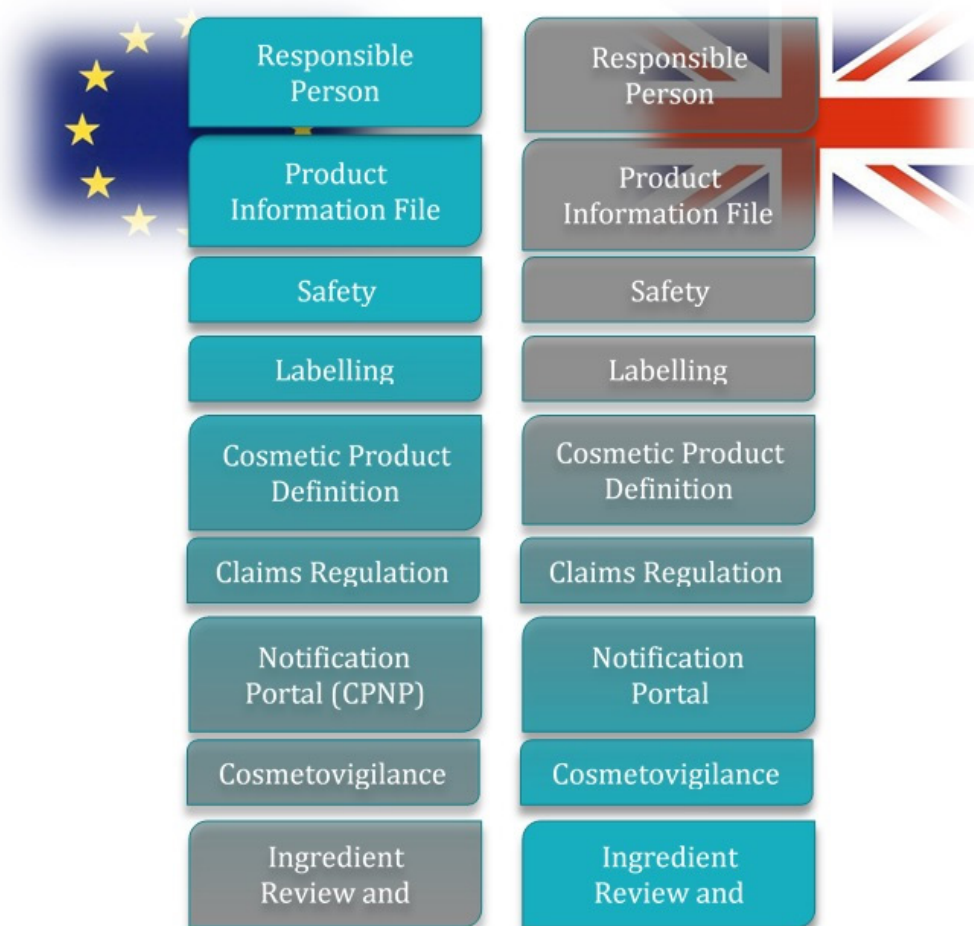 Responsible
Person
Product
Information File
Safety
Labelling
Cosmetic Product
Definition
Claims Regulation
Notification
Portal (CPNP)
Cosmetovigilance
Ingredient
Review and
Responsible
Person
Product
Information File
Safety
Labelling
Cosmetic Product
Definition
Claims Regulation
Notification
Portal
Cosmetovigilance
Ingredient
Review and